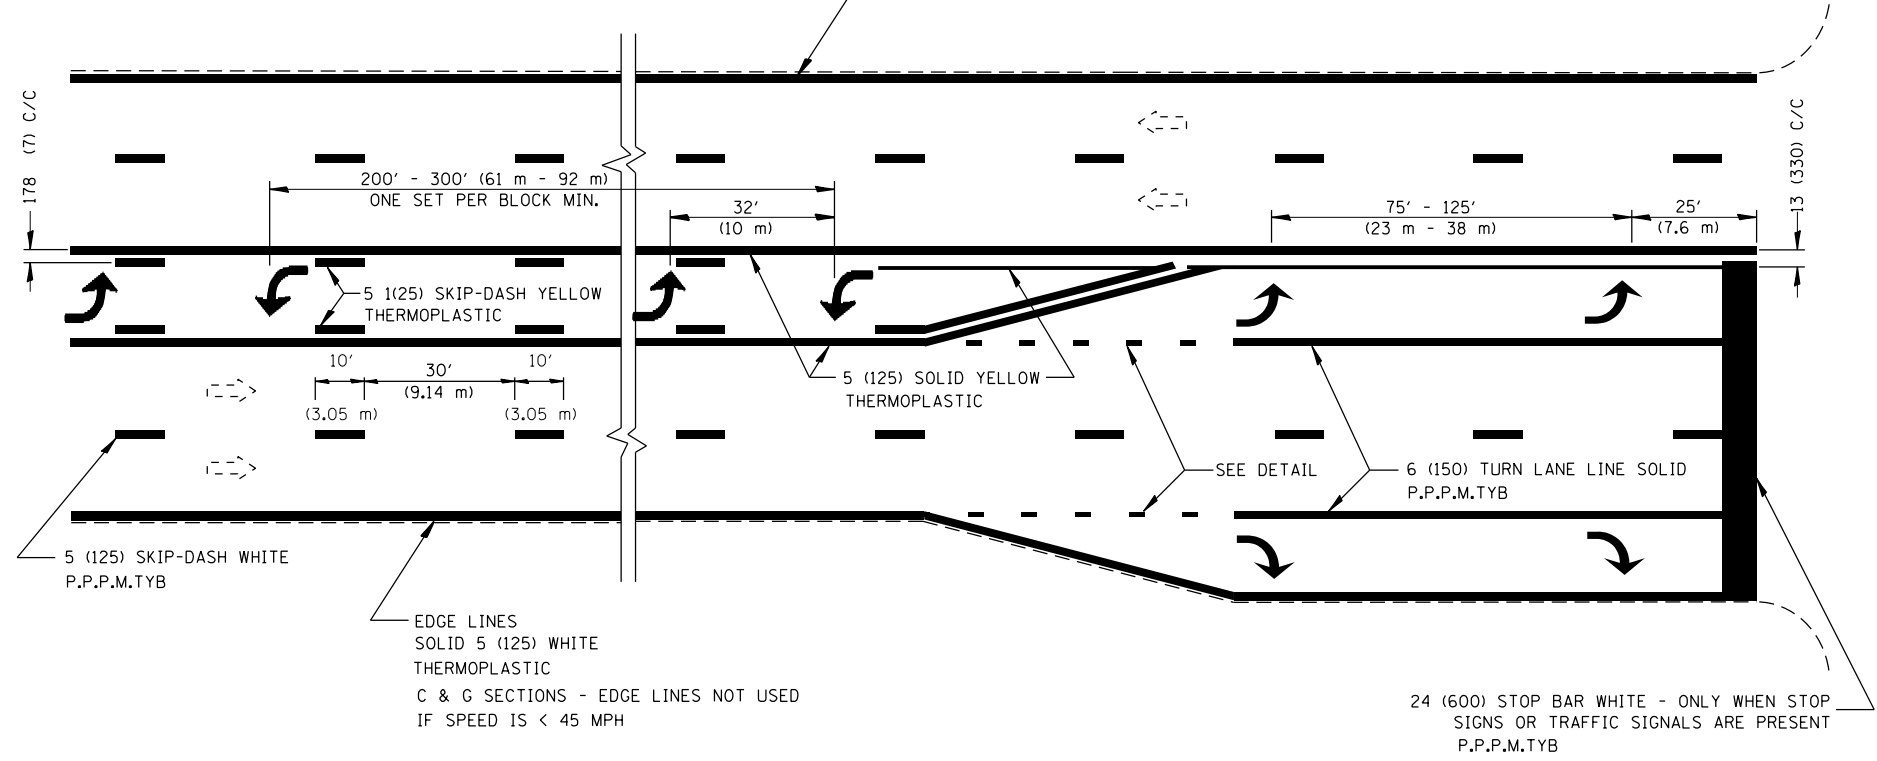 178 (7) C/C
200' - 300' (61 m - 92 m)
ONE SET PER BLOCK MIN.
32'
(10 m)
75' - 125'
(23 m - 38 m)
25'
(7.6 m)
13 (330) C/C
5 1(25) SKIP-DASH YELLOW
THERMOPLASTIC
10'
30'
10'
(3.05 m)
(9.14 m)
(3.05 m)
5 (125) SOLID YELLOW
THERMOPLASTIC
SEE DETAIL
6 (150) TURN LANE LINE SOLID
P.P.P.M.TYB
5 (125) SKIP-DASH WHITE
P.P.P.M.TYB
EDGE LINES
SOLID 5 (125) WHITE
THERMOPLASTIC
C & G SECTIONS - EDGE LINES NOT USED
IF SPEED IS < 45 MPH
24 (600) STOP BAR WHITE - ONLY WHEN STOP
SIGNS OR TRAFFIC SIGNALS ARE PRESENT
P.P.P.M.TYB